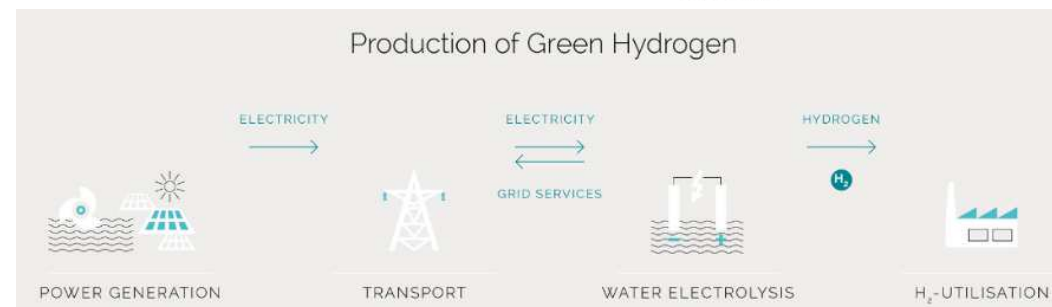 Production of Green Hydrogen
ELECTRICITY
ELECTRICITY
HYDROGEN
GRID SERVICES
H₂
− +
POWER GENERATION
TRANSPORT
WATER ELECTROLYSIS
H₂-UTILISATION